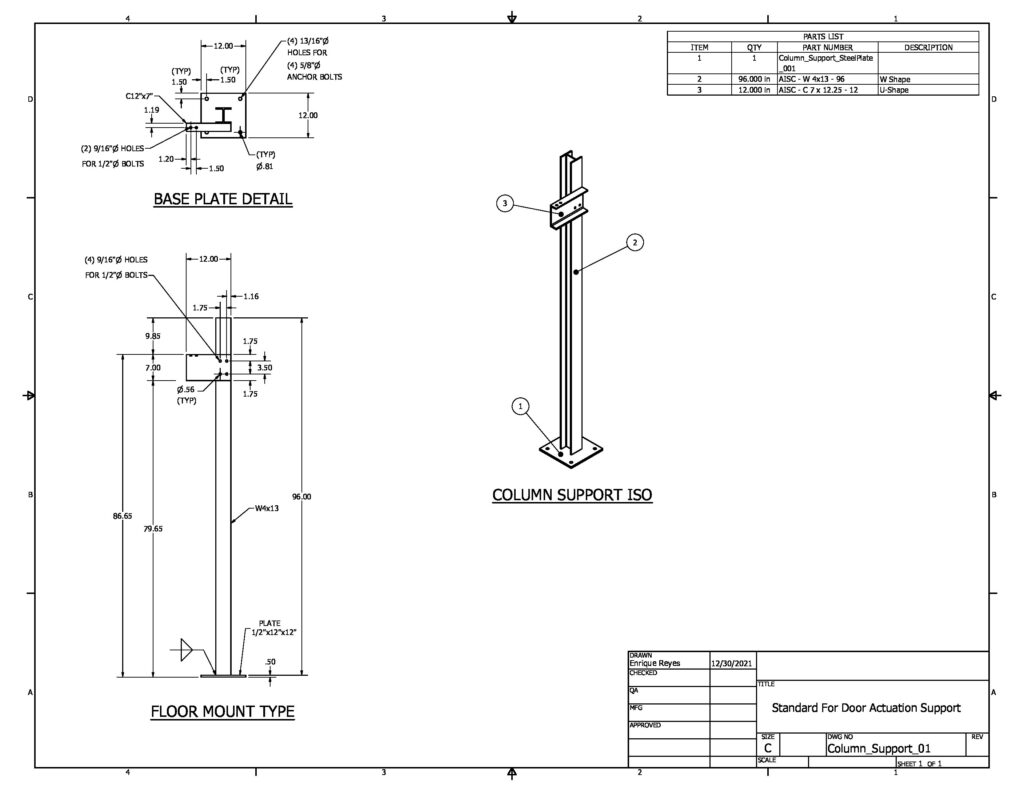 4
3
2
1
D
C
B
A
12.00
(4) 13/16"Ø
HOLES FOR
(4) 5/8"Ø
ANCHOR BOLTS
(TYP)
1.50
(TYP)
1.50
C12"x7"
1.19
12.00
(2) 9/16"Ø HOLES
FOR 1/2"Ø BOLTS
1.20
1.50
(TYP)
Ø.81
BASE PLATE DETAIL
(4) 9/16"Ø HOLES
FOR 1/2"Ø BOLTS
12.00
1.16
1.75
9.85
7.00
1.75
3.50
1.75
Ø.56
(TYP)
86.65
79.65
96.00
W4x13
PLATE
1/2"x12"x12"
.50
FLOOR MOUNT TYPE
3
2
1
COLUMN SUPPORT ISO
PARTS LIST
ITEM QTY PART NUMBER DESCRIPTION
1 1 Column_Support_SteelPlate
_001
2 96.000 in AISC - W 4x13 - 96 W Shape
3 12.000 in AISC - C 7 x 12.25 - 12 U-Shape
D
C
B
A
DRAWN
Enrique Reyes 12/30/2021
CHECKED
QA
MFG
APPROVED
TITLE
Standard For Door Actuation Support
SIZE DWG NO REV
C Column_Support_01
SCALE
SHEET 1 OF 1
4
3
2
1